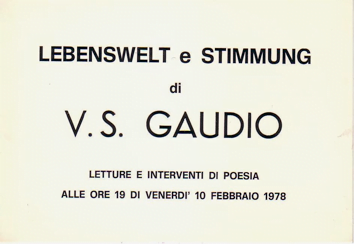 LEBENSWELT e STIMMUNG
di
V. S. GAUDIO
LETTURE E INTERVENTI DI POESIA
ALLE ORE 19 DI VENERDI' 10 FEBBRAIO 1978